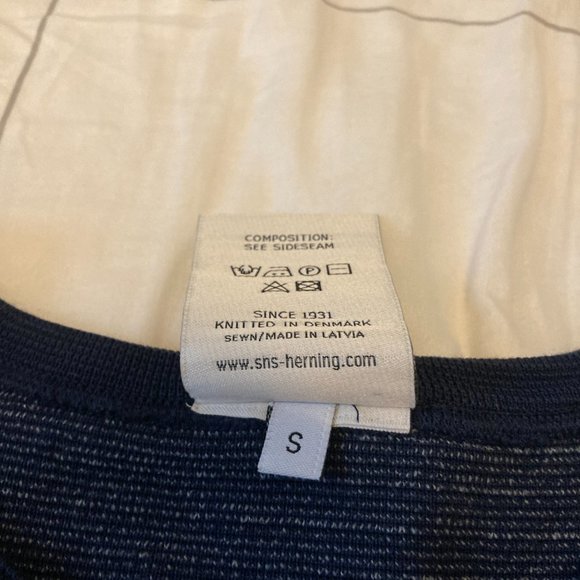 COMPOSITION:
SEE SIDESEAM
SINCE 1931
KNITTED IN DENMARK
SEWN/MADE IN LATVIA
www.sns-herning.com
S